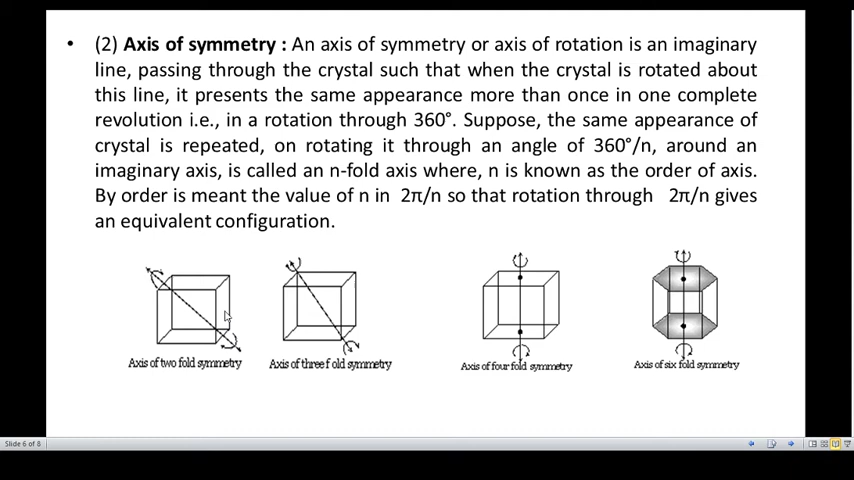 • (2) Axis of symmetry : An axis of symmetry or axis of rotation is an imaginary
line, passing through the crystal such that when the crystal is rotated about
this line, it presents the same appearance more than once in one complete
revolution i.e., in a rotation through 360°. Suppose, the same appearance of
crystal is repeated, on rotating it through an angle of 360°/n, around an
imaginary axis, is called an n-fold axis where, n is known as the order of axis.
By order is meant the value of n in 2π/n so that rotation through 2π/n gives
an equivalent configuration.
Axis of two fold symmetry
Axis of three f old symmetry
Axis of four fold symmetry
Axis of six fold symmetry
Slide 6 of 8